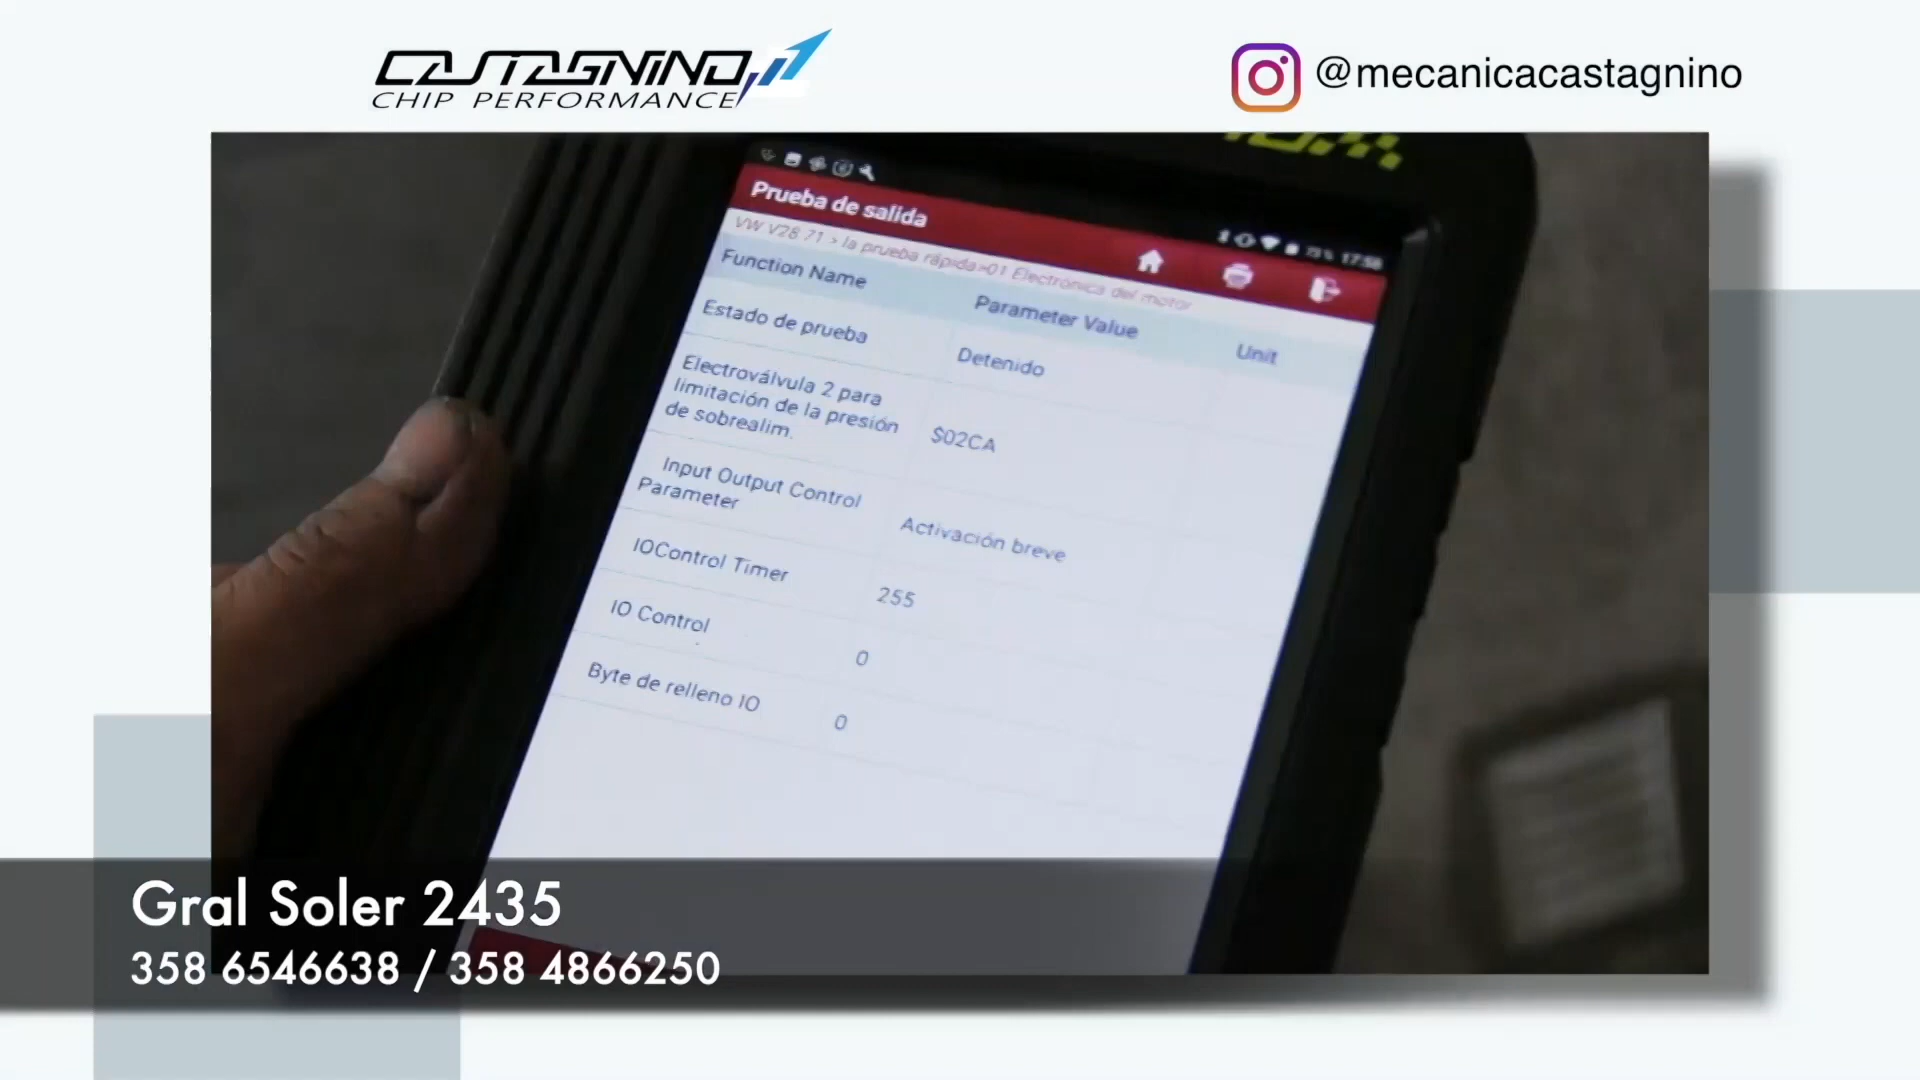 CASTAGNINO
CHIP PERFORMANCE
@mecanicacastagnino
17:58
Prueba de salida
VW V28.71 > la prueba rápida>01 Electrónica del motor
Function Name
Parameter Value
Unit
Estado de prueba
Detenido
Electroválvula 2 para
limitación de la presión
de sobrealim.
$02CA
Input Output Control
Parameter
Activación breve
IOControl Timer
255
IO Control
0
Byte de relleno IO
0
Gral Soler 2435
358 6546638 / 358 4866250